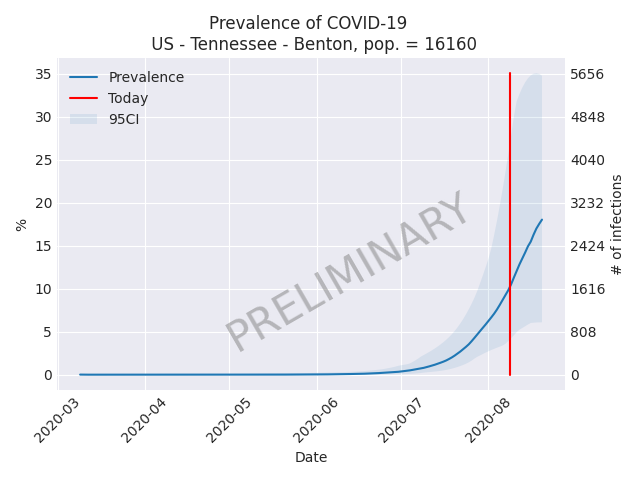 Prevalence of COVID-19
US - Tennessee - Benton, pop. = 16160
Prevalence
Today
95CI
35
30
25
20
15
10
5
0
%
5656
4848
4040
3232
2424
1616
808
0
# of infections
PRELIMINARY
2020-03
2020-04
2020-05
2020-06
2020-07
2020-08
Date